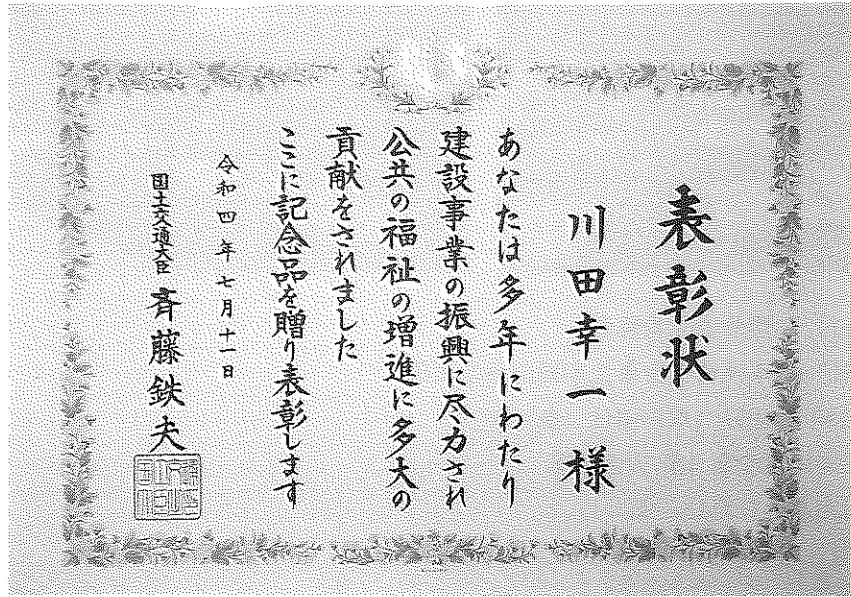 表彰状
川田幸一 様
あなたは多年にわたり
建設事業の振興に尽力され
公共の福祉の増進に多大の
貢献をされました
ここに記念品を贈り表彰します
令和四年七月十一日
国土交通大臣 斉藤鉄夫